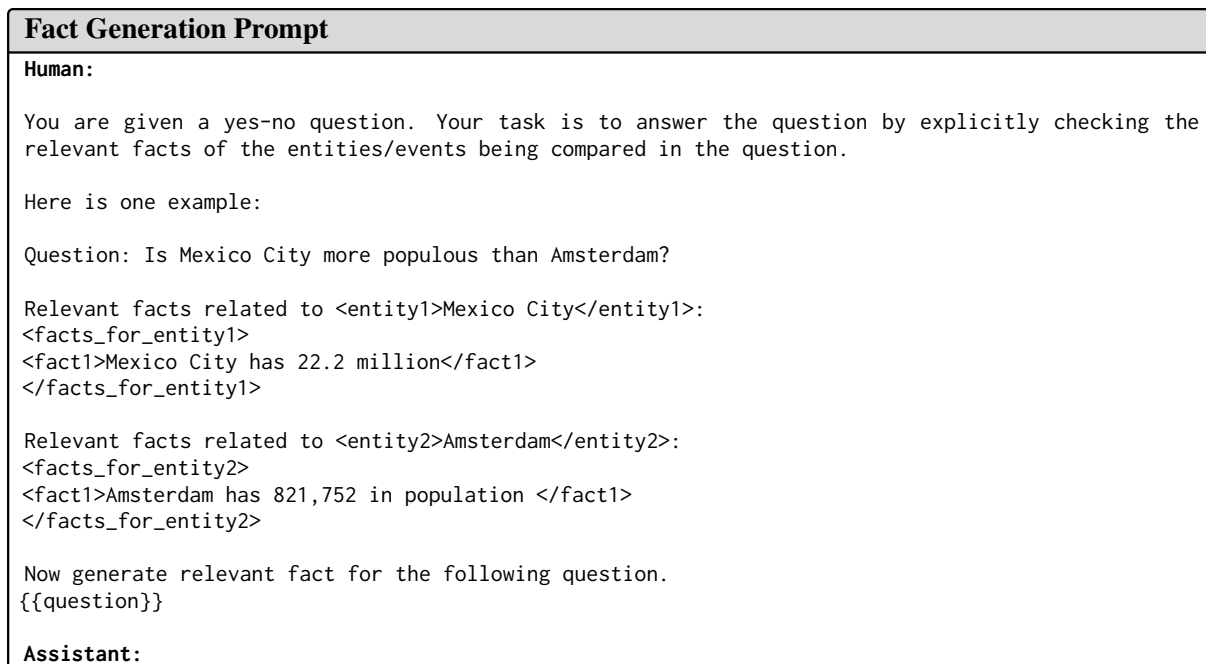 Fact Generation Prompt
Human:
You are given a yes-no question. Your task is to answer the question by explicitly checking the
relevant facts of the entities/events being compared in the question.
Here is one example:
Question: Is Mexico City more populous than Amsterdam?
Relevant facts related to <entity1>Mexico City</entity1>:
<facts_for_entity1>
<fact1>Mexico City has 22.2 million</fact1>
</facts_for_entity1>
Relevant facts related to <entity2>Amsterdam</entity2>:
<facts_for_entity2>
<fact1>Amsterdam has 821,752 in population </fact1>
</facts_for_entity2>
Now generate relevant fact for the following question.
{{question}}
Assistant: